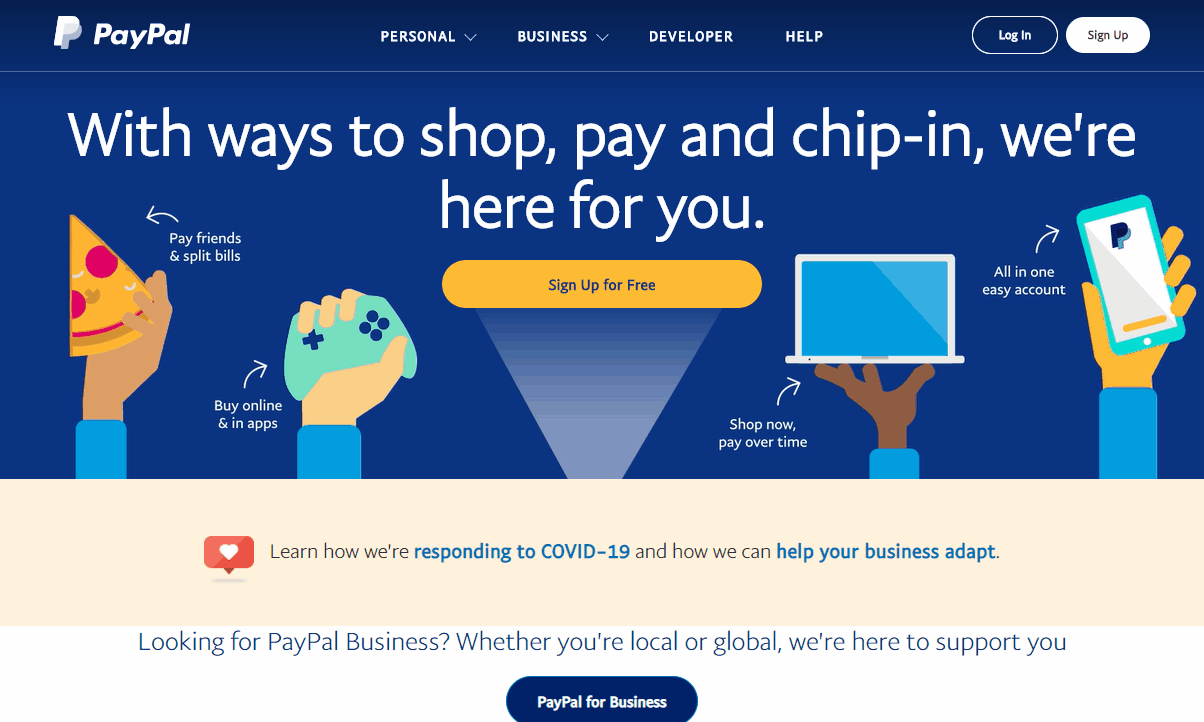 PayPal
PERSONAL
BUSINESS
DEVELOPER
HELP
Log In
Sign Up
With ways to shop, pay and chip-in, we're
here for you.
Pay friends
& split bills
Sign Up for Free
All in one
easy account
Buy online
& in apps
Shop now,
pay over time
Learn how we're responding to COVID-19 and how we can help your business adapt.
Looking for PayPal Business? Whether you're local or global, we're here to support you
PayPal for Business